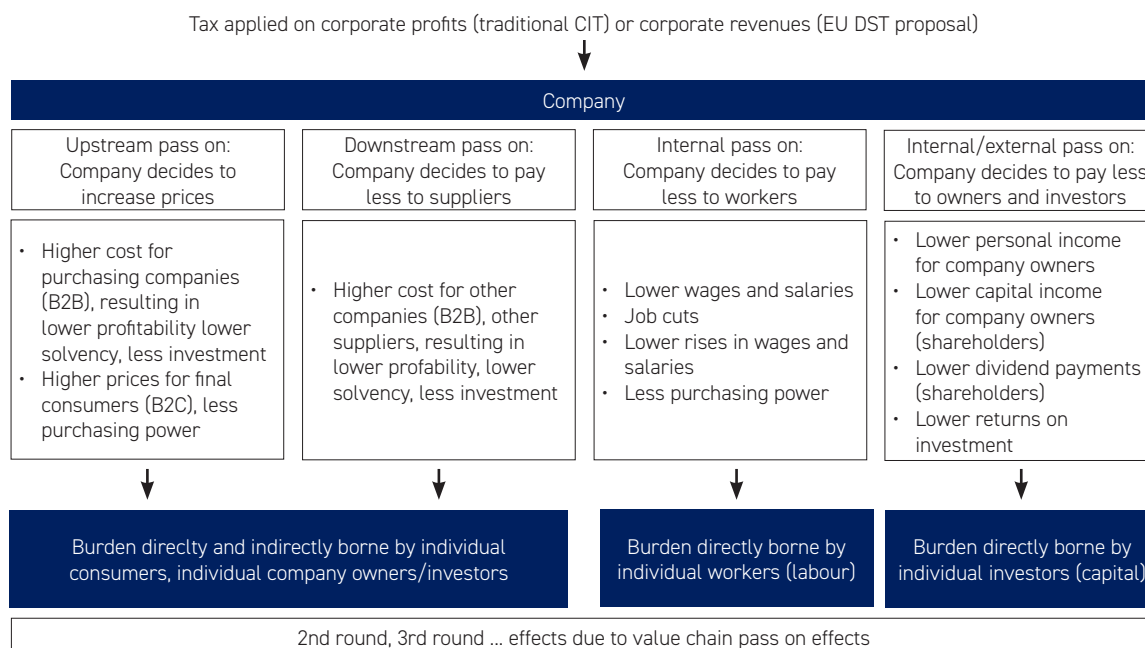 Tax applied on corporate profits (traditional CIT) or corporate revenues (EU DST proposal)
Company
Upstream pass on:
Company decides to
increase prices
Downstream pass on:
Company decides to pay
less to suppliers
Internal pass on:
Company decides to pay
less to workers
Internal/external pass on:
Company decides to pay less
to owners and investors
• Higher cost for
purchasing companies
(B2B), resulting in
lower profitability lower
solvency, less investment
• Higher prices for final
consumers (B2C), less
purchasing power
• Higher cost for other
companies (B2B), other
suppliers, resulting in
lower profability, lower
solvency, less investment
• Lower wages and salaries
• Job cuts
• Lower rises in wages and
salaries
• Less purchasing power
• Lower personal income
for company owners
• Lower capital income
for company owners
(shareholders)
• Lower dividend payments
(shareholders)
• Lower returns on
investment
Burden direclty and indirectly borne by individual
consumers, individual company owners/investors
Burden directly borne by
individual workers (labour)
Burden directly borne by
individual investors (capital)
2nd round, 3rd round ... effects due to value chain pass on effects